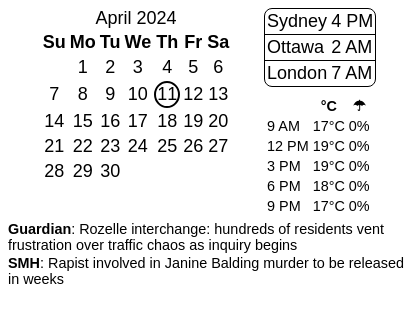 April 2024
Su Mo Tu We Th Fr Sa
1 2 3 4 5 6
7 8 9 10 11 12 13
14 15 16 17 18 19 20
21 22 23 24 25 26 27
28 29 30
Sydney 4 PM
Ottawa 2 AM
London 7 AM
°C ☂
9 AM 17°C 0%
12 PM 19°C 0%
3 PM 19°C 0%
6 PM 18°C 0%
9 PM 17°C 0%
Guardian: Rozelle interchange: hundreds of residents vent
frustration over traffic chaos as inquiry begins
SMH: Rapist involved in Janine Balding murder to be released
in weeks